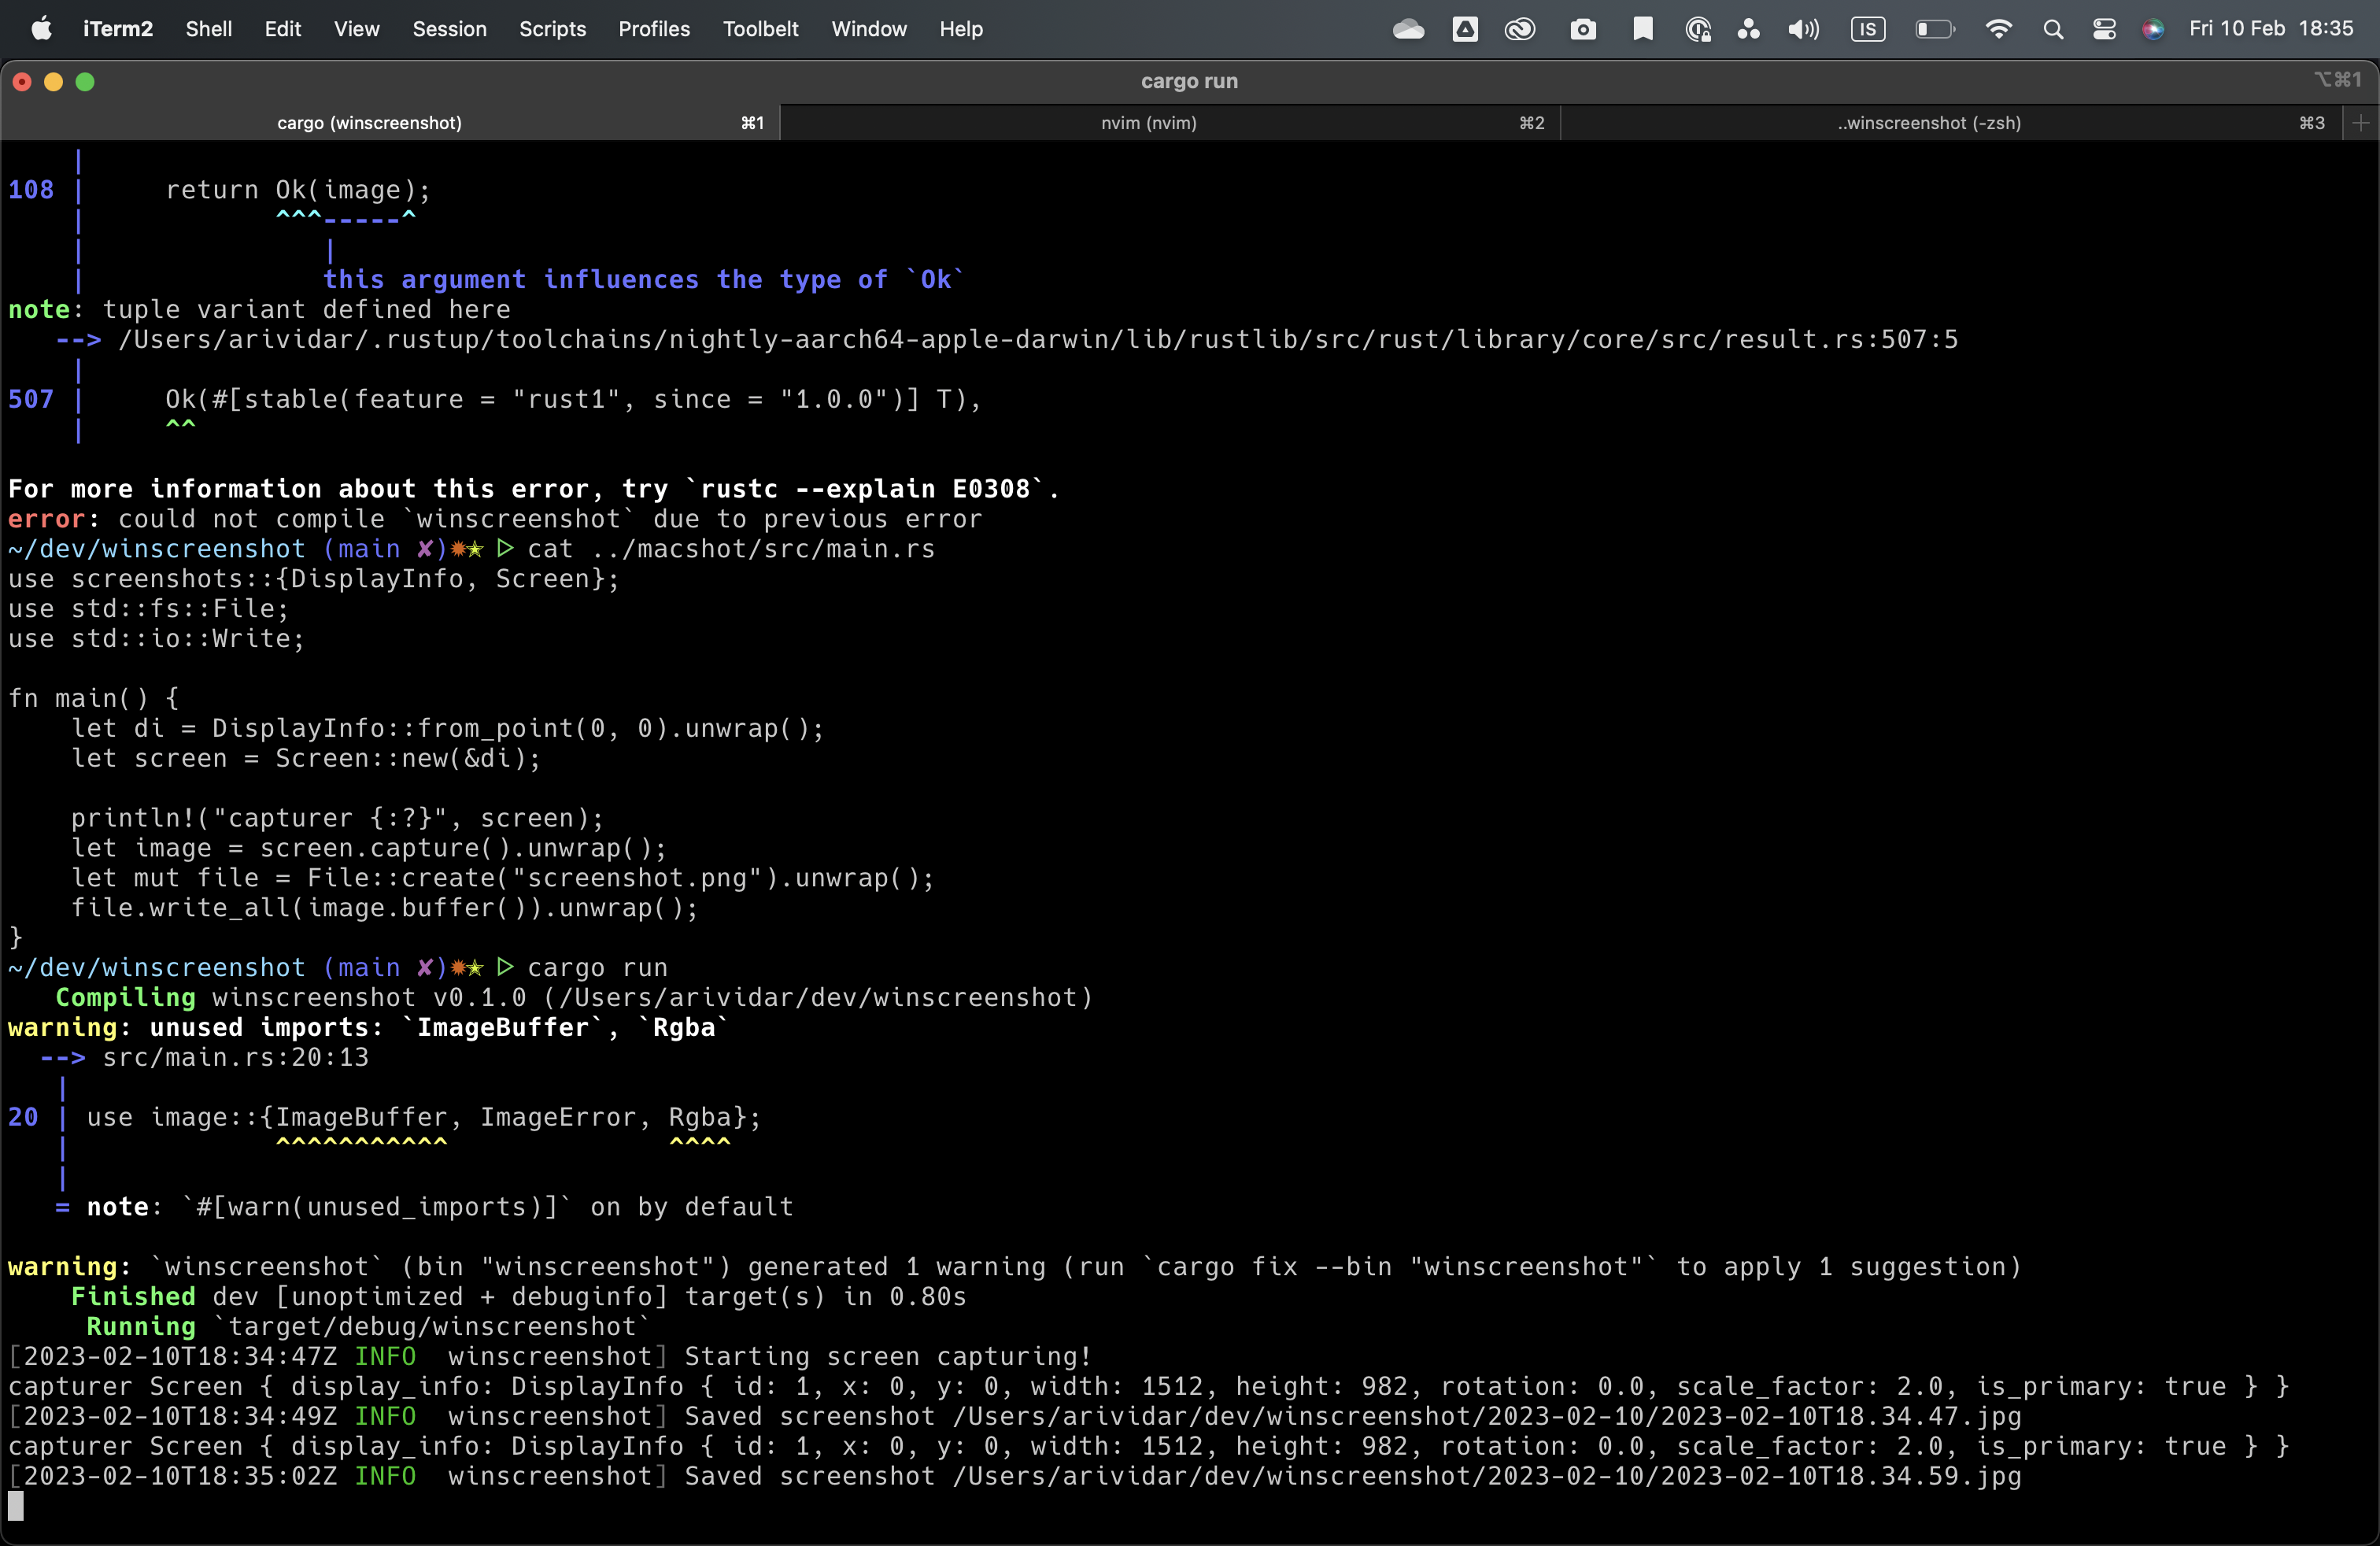 iTerm2 Shell Edit View Session Scripts Profiles Toolbelt Window Help IS Fri 10 Feb 18:35
cargo run ⌥⌘1
cargo (winscreenshot) ⌘1 nvim (nvim) ⌘2 ..winscreenshot (-zsh) ⌘3 +
    |
108 |     return Ok(image);
    |            ^^^-----^
    |               |
    |               this argument influences the type of `Ok`
note: tuple variant defined here
   --> /Users/arividar/.rustup/toolchains/nightly-aarch64-apple-darwin/lib/rustlib/src/rust/library/core/src/result.rs:507:5
    |
507 |     Ok(#[stable(feature = "rust1", since = "1.0.0")] T),
    |     ^^
For more information about this error, try `rustc --explain E0308`.
error: could not compile `winscreenshot` due to previous error
~/dev/winscreenshot (main ✘)✹✭ ▷ cat ../macshot/src/main.rs
use screenshots::{DisplayInfo, Screen};
use std::fs::File;
use std::io::Write;
fn main() {
    let di = DisplayInfo::from_point(0, 0).unwrap();
    let screen = Screen::new(&di);
    println!("capturer {:?}", screen);
    let image = screen.capture().unwrap();
    let mut file = File::create("screenshot.png").unwrap();
    file.write_all(image.buffer()).unwrap();
}
~/dev/winscreenshot (main ✘)✹✭ ▷ cargo run
   Compiling winscreenshot v0.1.0 (/Users/arividar/dev/winscreenshot)
warning: unused imports: `ImageBuffer`, `Rgba`
  --> src/main.rs:20:13
   |
20 | use image::{ImageBuffer, ImageError, Rgba};
   |             ^^^^^^^^^^^              ^^^^
   |
   = note: `#[warn(unused_imports)]` on by default
warning: `winscreenshot` (bin "winscreenshot") generated 1 warning (run `cargo fix --bin "winscreenshot"` to apply 1 suggestion)
    Finished dev [unoptimized + debuginfo] target(s) in 0.80s
     Running `target/debug/winscreenshot`
[2023-02-10T18:34:47Z INFO  winscreenshot] Starting screen capturing!
capturer Screen { display_info: DisplayInfo { id: 1, x: 0, y: 0, width: 1512, height: 982, rotation: 0.0, scale_factor: 2.0, is_primary: true } }
[2023-02-10T18:34:49Z INFO  winscreenshot] Saved screenshot /Users/arividar/dev/winscreenshot/2023-02-10/2023-02-10T18.34.47.jpg
capturer Screen { display_info: DisplayInfo { id: 1, x: 0, y: 0, width: 1512, height: 982, rotation: 0.0, scale_factor: 2.0, is_primary: true } }
[2023-02-10T18:35:02Z INFO  winscreenshot] Saved screenshot /Users/arividar/dev/winscreenshot/2023-02-10/2023-02-10T18.34.59.jpg